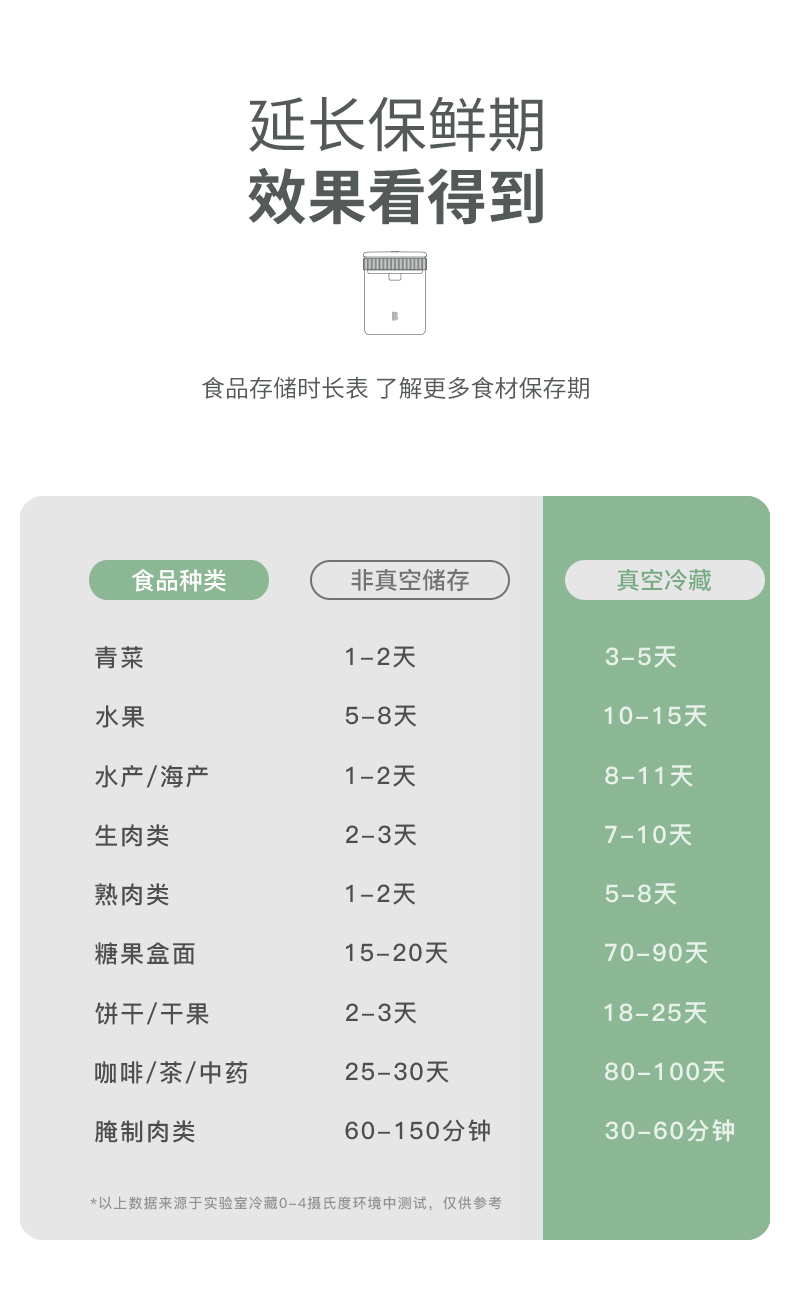 延长保鲜期
效果看得到
B
食品存储时长表 了解更多食材保存期
食品种类 非真空储存 真空冷藏
青菜 1-2天 3-5天
水果 5-8天 10-15天
水产/海产 1-2天 8-11天
生肉类 2-3天 7-10天
熟肉类 1-2天 5-8天
糖果盒面 15-20天 70-90天
饼干/干果 2-3天 18-25天
咖啡/茶/中药 25-30天 80-100天
腌制肉类 60-150分钟 30-60分钟
*以上数据来源于实验室冷藏0-4摄氏度环境中测试，仅供参考